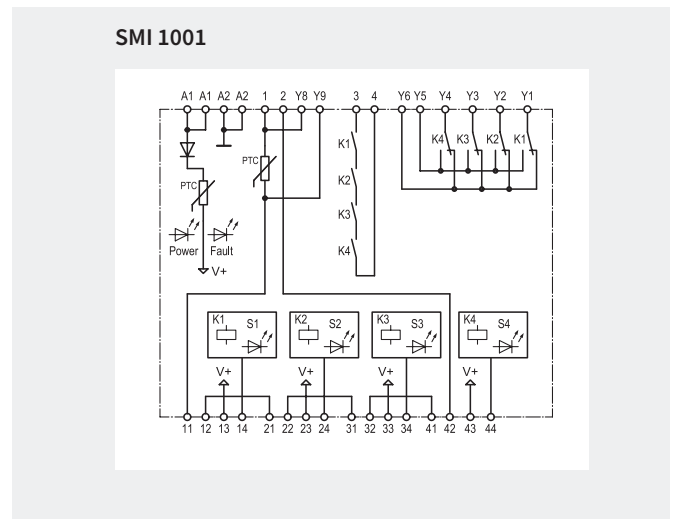 SMI 1001
A1 A1 A2 A2 1 2 Y8 Y9 3 4 Y6 Y5 Y4 Y3 Y2 Y1
K1 K4 K3 K2 K1
PTC
PTC
K2
K3
Power Fault K4
V+
K1 S1 K2 S2 K3 S3 K4 S4
V+ V+ V+ V+
11 12 13 14 21 22 23 24 31 32 33 34 41 42 43 44